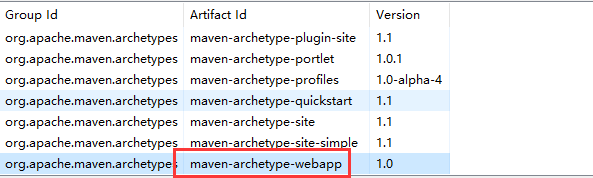 Group Id Artifact Id Version
org.apache.maven.archetypes maven-archetype-plugin-site 1.1
org.apache.maven.archetypes maven-archetype-portlet 1.0.1
org.apache.maven.archetypes maven-archetype-profiles 1.0-alpha-4
org.apache.maven.archetypes maven-archetype-quickstart 1.1
org.apache.maven.archetypes maven-archetype-site 1.1
org.apache.maven.archetypes maven-archetype-site-simple 1.1
org.apache.maven.archetypes maven-archetype-webapp 1.0